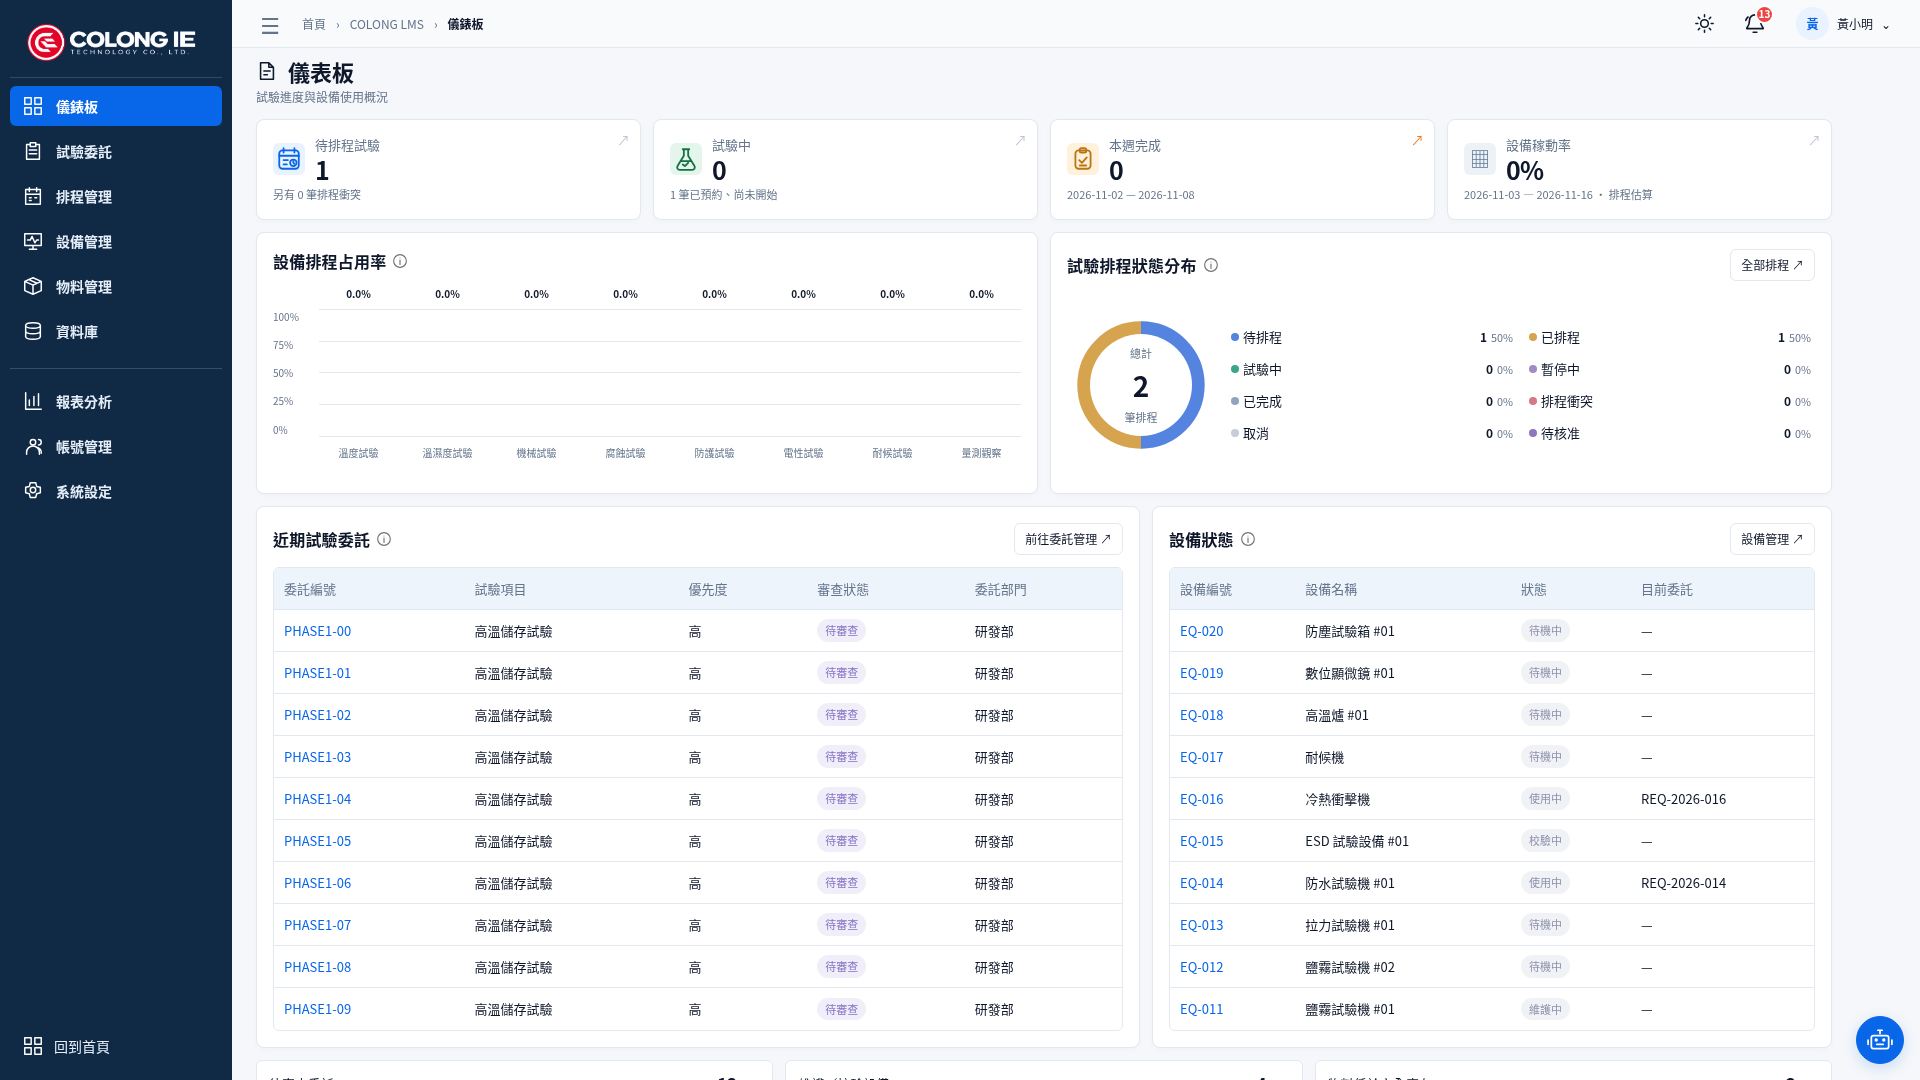 COLONG IE
TECHNOLOGY CO., LTD.
儀錶板
試驗委託
排程管理
設備管理
物料管理
資料庫
報表分析
帳號管理
系統設定
回到首頁
首頁 › COLONG LMS › 儀錶板
13
黃 黃小明
儀表板
試驗進度與設備使用概況
待排程試驗
1
另有 0 筆排程衝突
試驗中
0
1 筆已預約、尚未開始
本週完成
0
2026-11-02 — 2026-11-08
設備稼動率
0%
2026-11-03 — 2026-11-16 · 排程估算
設備排程占用率
0.0% 0.0% 0.0% 0.0% 0.0% 0.0% 0.0% 0.0%
100%
75%
50%
25%
0%
溫度試驗 溫濕度試驗 機械試驗 腐蝕試驗 防護試驗 電性試驗 耐候試驗 量測觀察
試驗排程狀態分布
全部排程 ↗
總計
2
筆排程
待排程 1 50% 已排程 1 50%
試驗中 0 0% 暫停中 0 0%
已完成 0 0% 排程衝突 0 0%
取消 0 0% 待核准 0 0%
近期試驗委託
前往委託管理 ↗
委託編號 試驗項目 優先度 審查狀態 委託部門
PHASE1-00 高溫儲存試驗 高 待審查 研發部
PHASE1-01 高溫儲存試驗 高 待審查 研發部
PHASE1-02 高溫儲存試驗 高 待審查 研發部
PHASE1-03 高溫儲存試驗 高 待審查 研發部
PHASE1-04 高溫儲存試驗 高 待審查 研發部
PHASE1-05 高溫儲存試驗 高 待審查 研發部
PHASE1-06 高溫儲存試驗 高 待審查 研發部
PHASE1-07 高溫儲存試驗 高 待審查 研發部
PHASE1-08 高溫儲存試驗 高 待審查 研發部
PHASE1-09 高溫儲存試驗 高 待審查 研發部
設備狀態
設備管理 ↗
設備編號 設備名稱 狀態 目前委託
EQ-020 防塵試驗箱 #01 待機中 —
EQ-019 數位顯微鏡 #01 待機中 —
EQ-018 高溫爐 #01 待機中 —
EQ-017 耐候機 待機中 —
EQ-016 冷熱衝擊機 使用中 REQ-2026-016
EQ-015 ESD 試驗設備 #01 校驗中 —
EQ-014 防水試驗機 #01 使用中 REQ-2026-014
EQ-013 拉力試驗機 #01 待機中 —
EQ-012 鹽霧試驗機 #02 待機中 —
EQ-011 鹽霧試驗機 #01 維護中 —